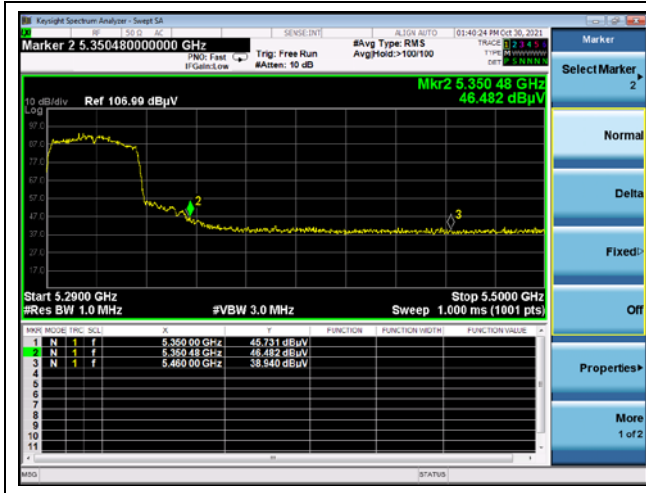 Keysight Spectrum Analyzer - Swept SA
RF 50 Ω AC SENSE:INT ALIGN AUTO 01:40:24 PM Oct 30, 2021
Marker 2 5.350480000000 GHz
PNO: Fast
IFGain:Low
Trig: Free Run
#Atten: 10 dB
#Avg Type: RMS
Avg|Hold:>100/100
TRACE 1 2 3 4 5 6
TYPE M W W W W W
DET P S N N N N
Mkr2 5.350 48 GHz
46.482 dBµV
10 dB/div Ref 106.99 dBµV
Log
97.0
87.0
77.0
67.0
57.0
47.0
37.0
27.0
17.0
2
3
Start 5.2900 GHz Stop 5.5000 GHz
#Res BW 1.0 MHz #VBW 3.0 MHz Sweep 1.000 ms (1001 pts)
MKR MODE TRC SCL X Y FUNCTION FUNCTION WIDTH FUNCTION VALUE
1 N 1 f 5.350 00 GHz 45.731 dBµV
2 N 1 f 5.350 48 GHz 46.482 dBµV
3 N 1 f 5.460 00 GHz 38.940 dBµV
4
5
6
7
8
9
10
11
MSG STATUS
Marker
Select Marker
2
Normal
Delta
Fixed
Off
Properties
More
1 of 2